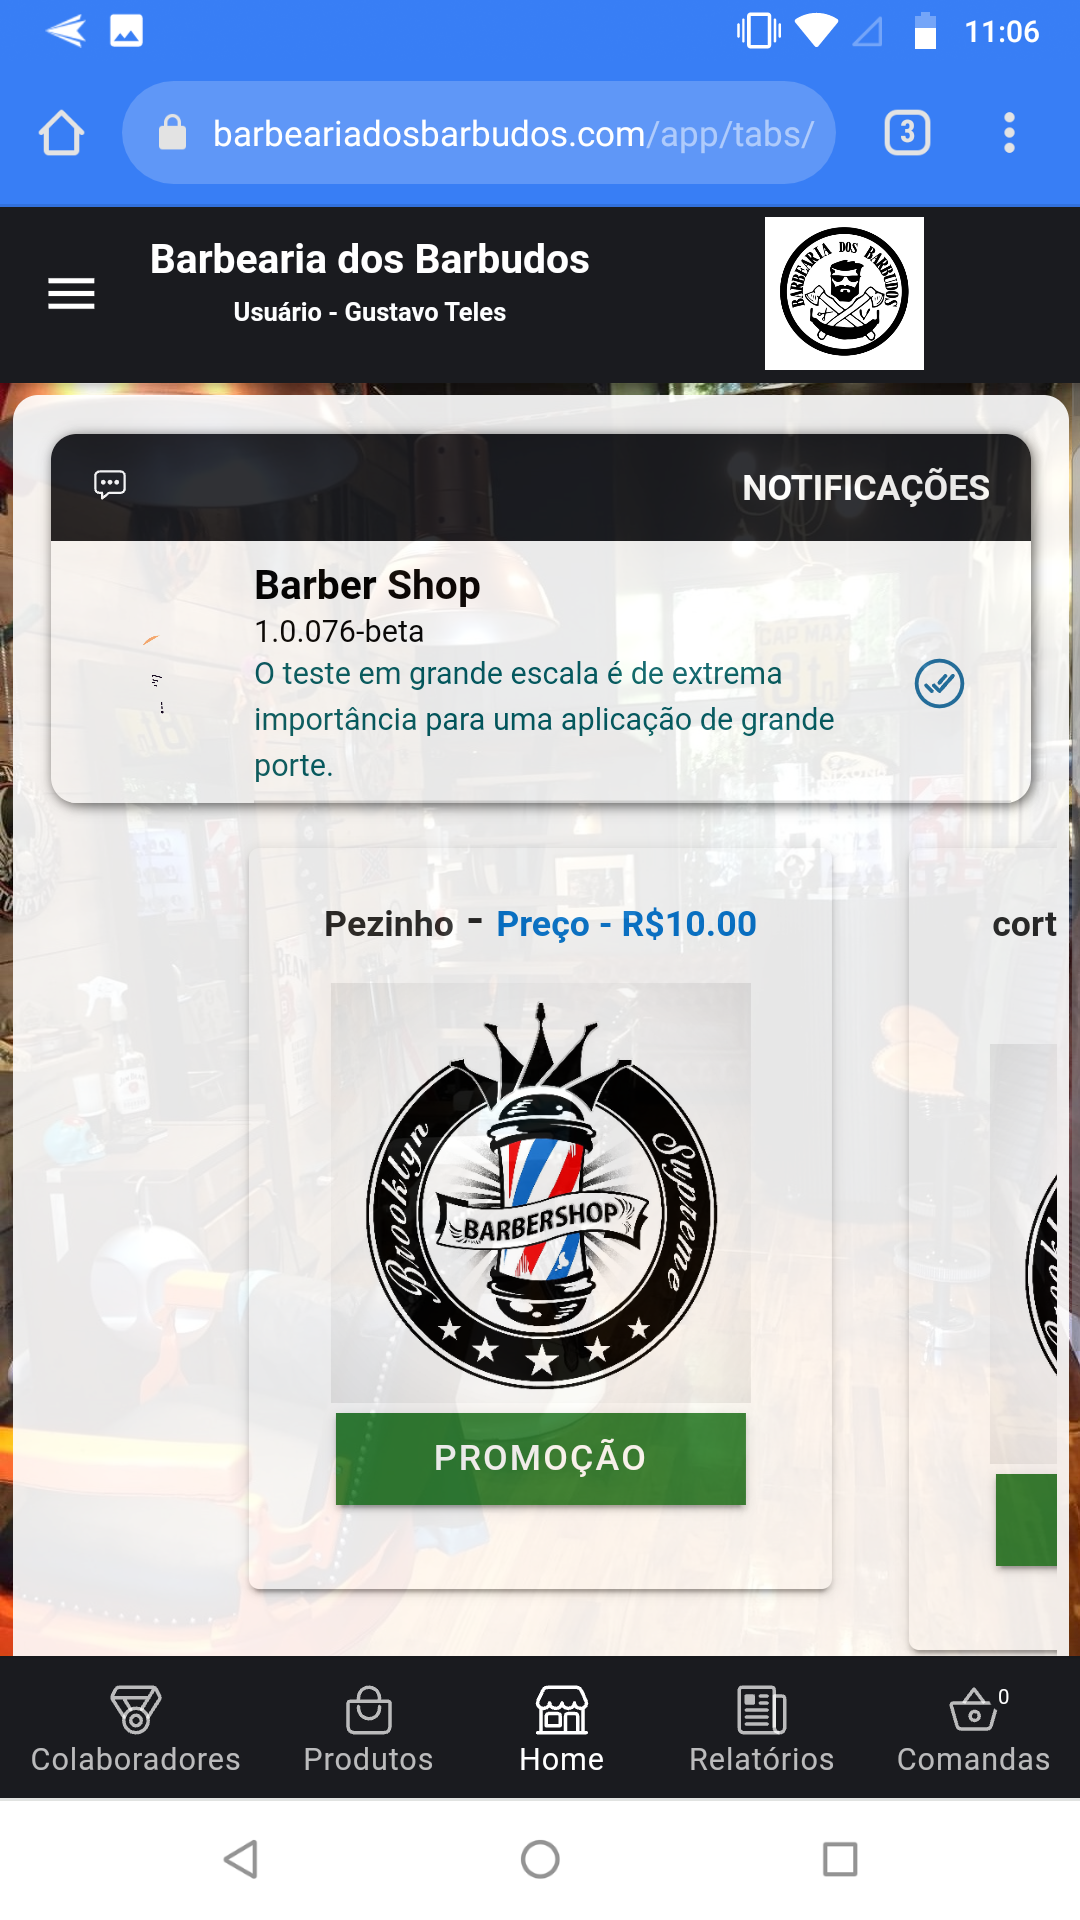 11:06
barbeariadosbarbudos.com/app/tabs/
3
Barbearia dos Barbudos
Usuário - Gustavo Teles
BARBEARIA DOS BARBUDOS
NOTIFICAÇÕES
Barber Shop
1.0.076-beta
O teste em grande escala é de extrema
importância para uma aplicação de grande
porte.
Pezinho - Preço - R$10.00
cort
Brooklyn
Supreme
BARBERSHOP
PROMOÇÃO
Colaboradores
Produtos
Home
Relatórios
0
Comandas